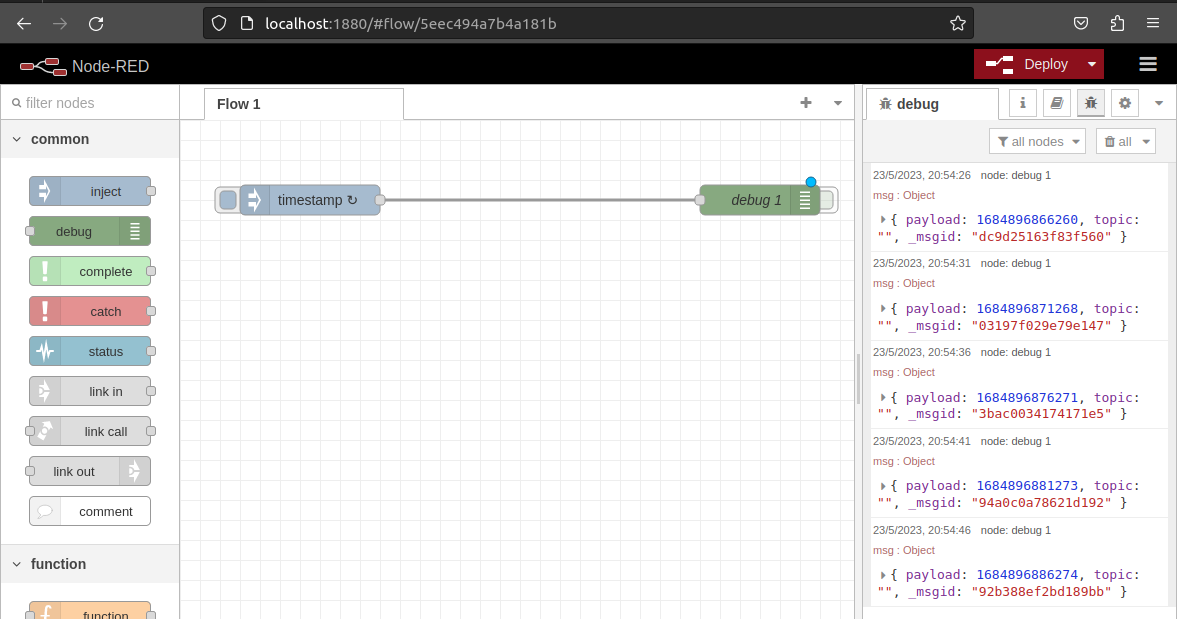 localhost:1880/#flow/5eec494a7b4a181b
Node-RED
Deploy
filter nodes
common
inject
debug
complete
catch
status
link in
link call
link out
comment
function
function
Flow 1
timestamp ↻
debug 1
debug
i
all nodes
all
23/5/2023, 20:54:26 node: debug 1
msg : Object
{ payload: 1684896866260, topic:
"", _msgid: "dc9d25163f83f560" }
23/5/2023, 20:54:31 node: debug 1
msg : Object
{ payload: 1684896871268, topic:
"", _msgid: "03197f029e79e147" }
23/5/2023, 20:54:36 node: debug 1
msg : Object
{ payload: 1684896876271, topic:
"", _msgid: "3bac0034174171e5" }
23/5/2023, 20:54:41 node: debug 1
msg : Object
{ payload: 1684896881273, topic:
"", _msgid: "94a0c0a78621d192" }
23/5/2023, 20:54:46 node: debug 1
msg : Object
{ payload: 1684896886274, topic:
"", _msgid: "92b388ef2bd189bb" }